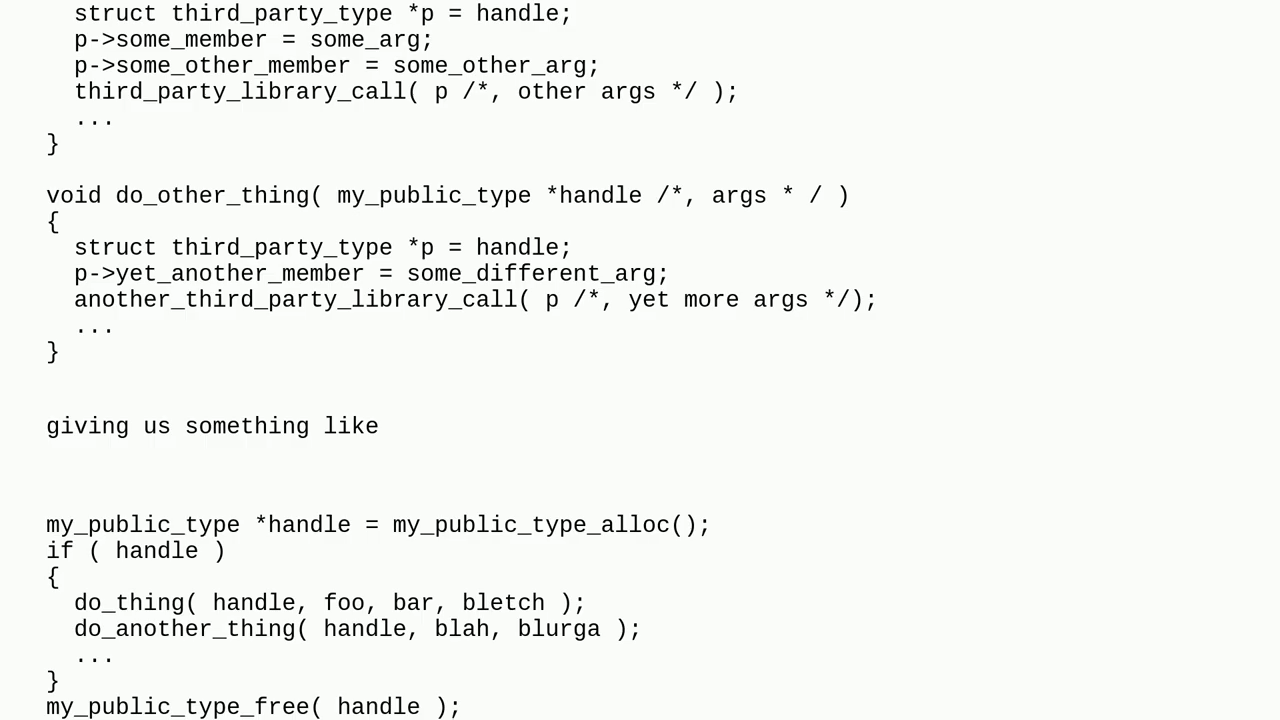 struct third_party_type *p = handle;
p->some_member = some_arg;
p->some_other_member = some_other_arg;
third_party_library_call( p /*, other args */ );
...
}
void do_other_thing( my_public_type *handle /*, args * / )
{
struct third_party_type *p = handle;
p->yet_another_member = some_different_arg;
another_third_party_library_call( p /*, yet more args */);
...
}
giving us something like
my_public_type *handle = my_public_type_alloc();
if ( handle )
{
do_thing( handle, foo, bar, bletch );
do_another_thing( handle, blah, blurga );
...
}
my_public_type_free( handle );